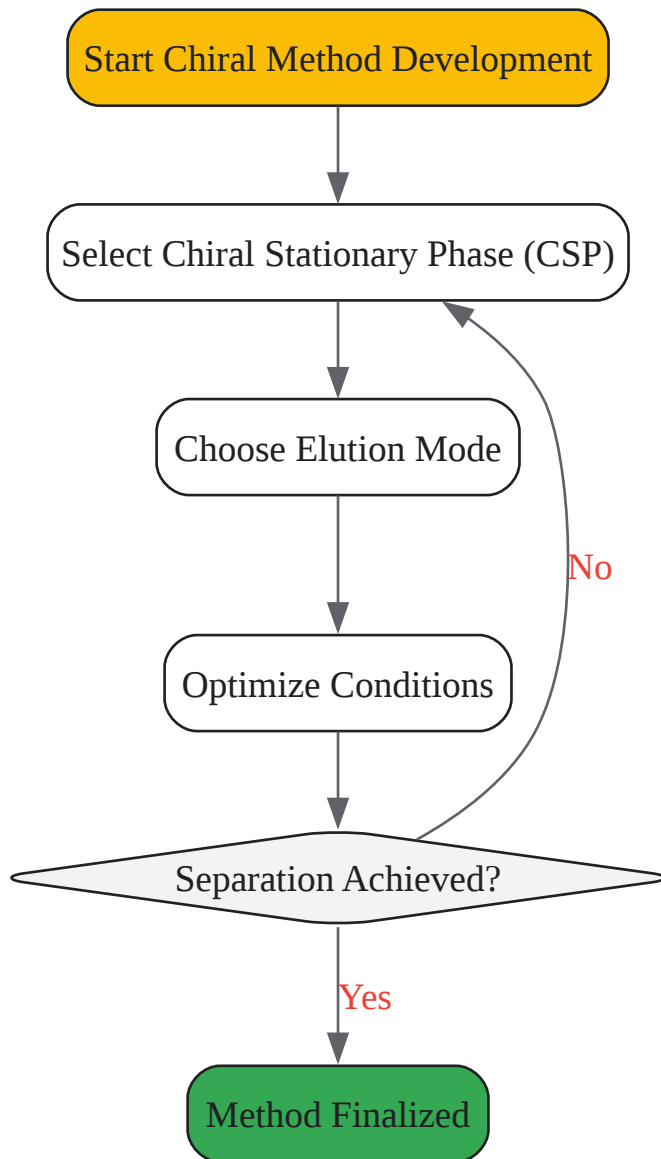 Start Chiral Method Development
Select Chiral Stationary Phase (CSP)
Choose Elution Mode
No
Optimize Conditions
Separation Achieved?
Yes
Method Finalized